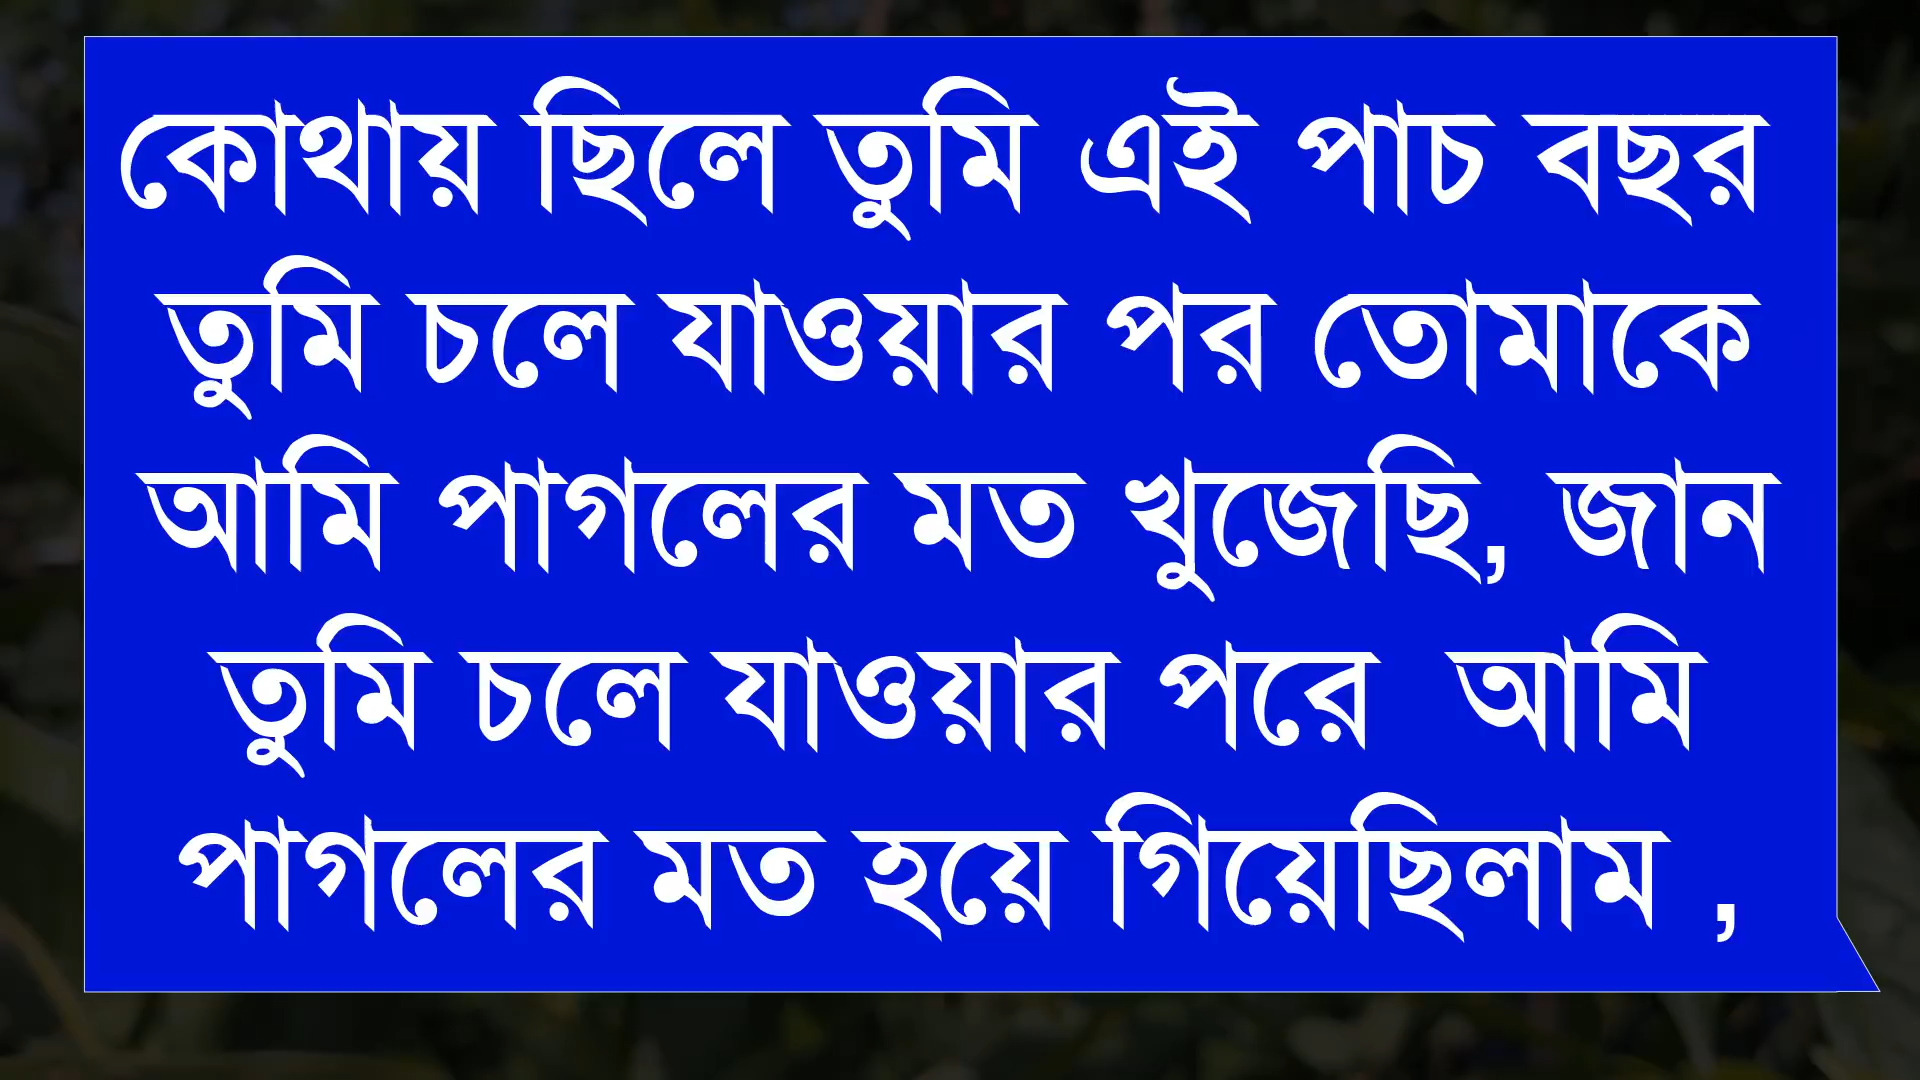 কোথায় ছিলে তুমি এই পাচ বছর
তুমি চলে যাওয়ার পর তোমাকে
আমি পাগলের মত খুজেছি, জান
তুমি চলে যাওয়ার পরে আমি
পাগলের মত হয়ে গিয়েছিলাম ,